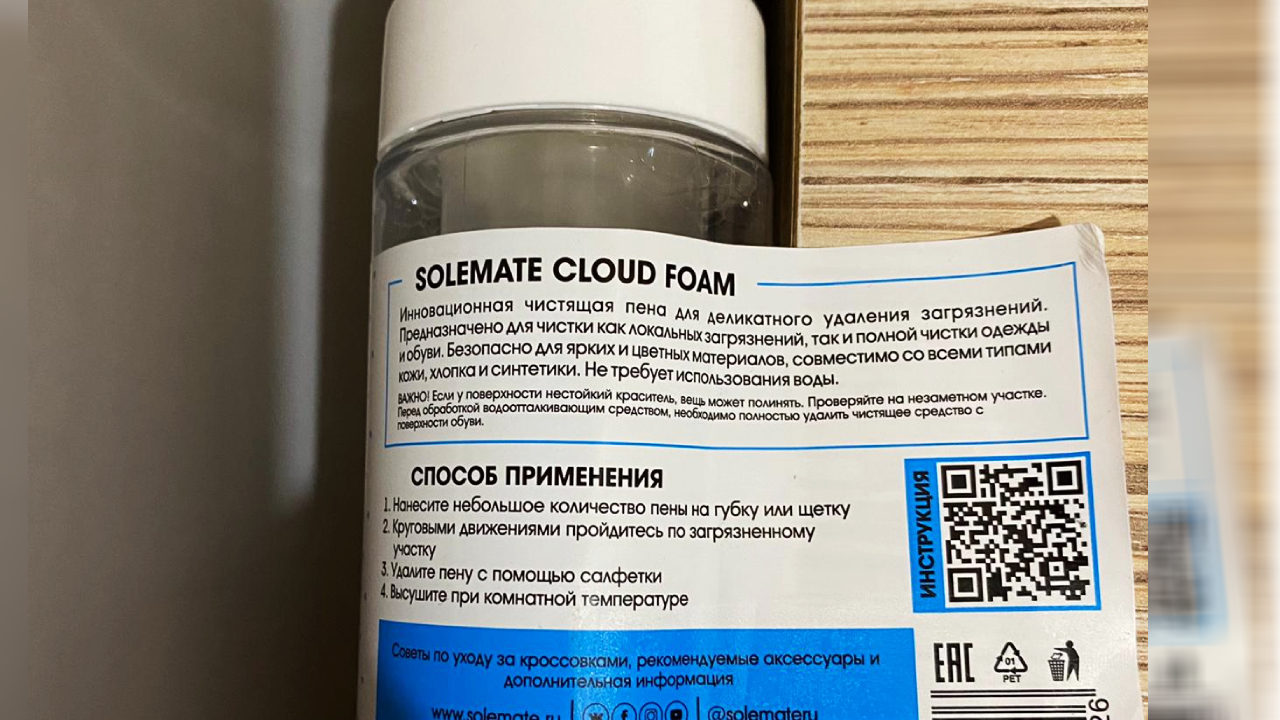 SOLEMATE CLOUD FOAM
Инновационная чистящая пена для деликатного удаления загрязнений.
Предназначено для чистки как локальных загрязнений, так и полной чистки одежды
и обуви. Безопасно для ярких и цветных материалов, совместимо со всеми типами
кожи, хлопка и синтетики. Не требует использования воды.
ВАЖНО! Если у поверхности нестойкий краситель, вещь может полинять. Проверяйте на незаметном участке.
Перед обработкой водоотталкивающим средством, необходимо полностью удалить чистящее средство с
поверхности обуви.
СПОСОБ ПРИМЕНЕНИЯ
1. Нанесите небольшое количество пены на губку или щетку
2. Круговыми движениями пройдитесь по загрязненному
участку
3. Удалите пену с помощью салфетки
4. Высушите при комнатной температуре
ИНСТРУКЦИЯ
Советы по уходу за кроссовками, рекомендуемые аксессуары и
дополнительная информация
www.solemate.ru
@solemateru
EAC
01
PET